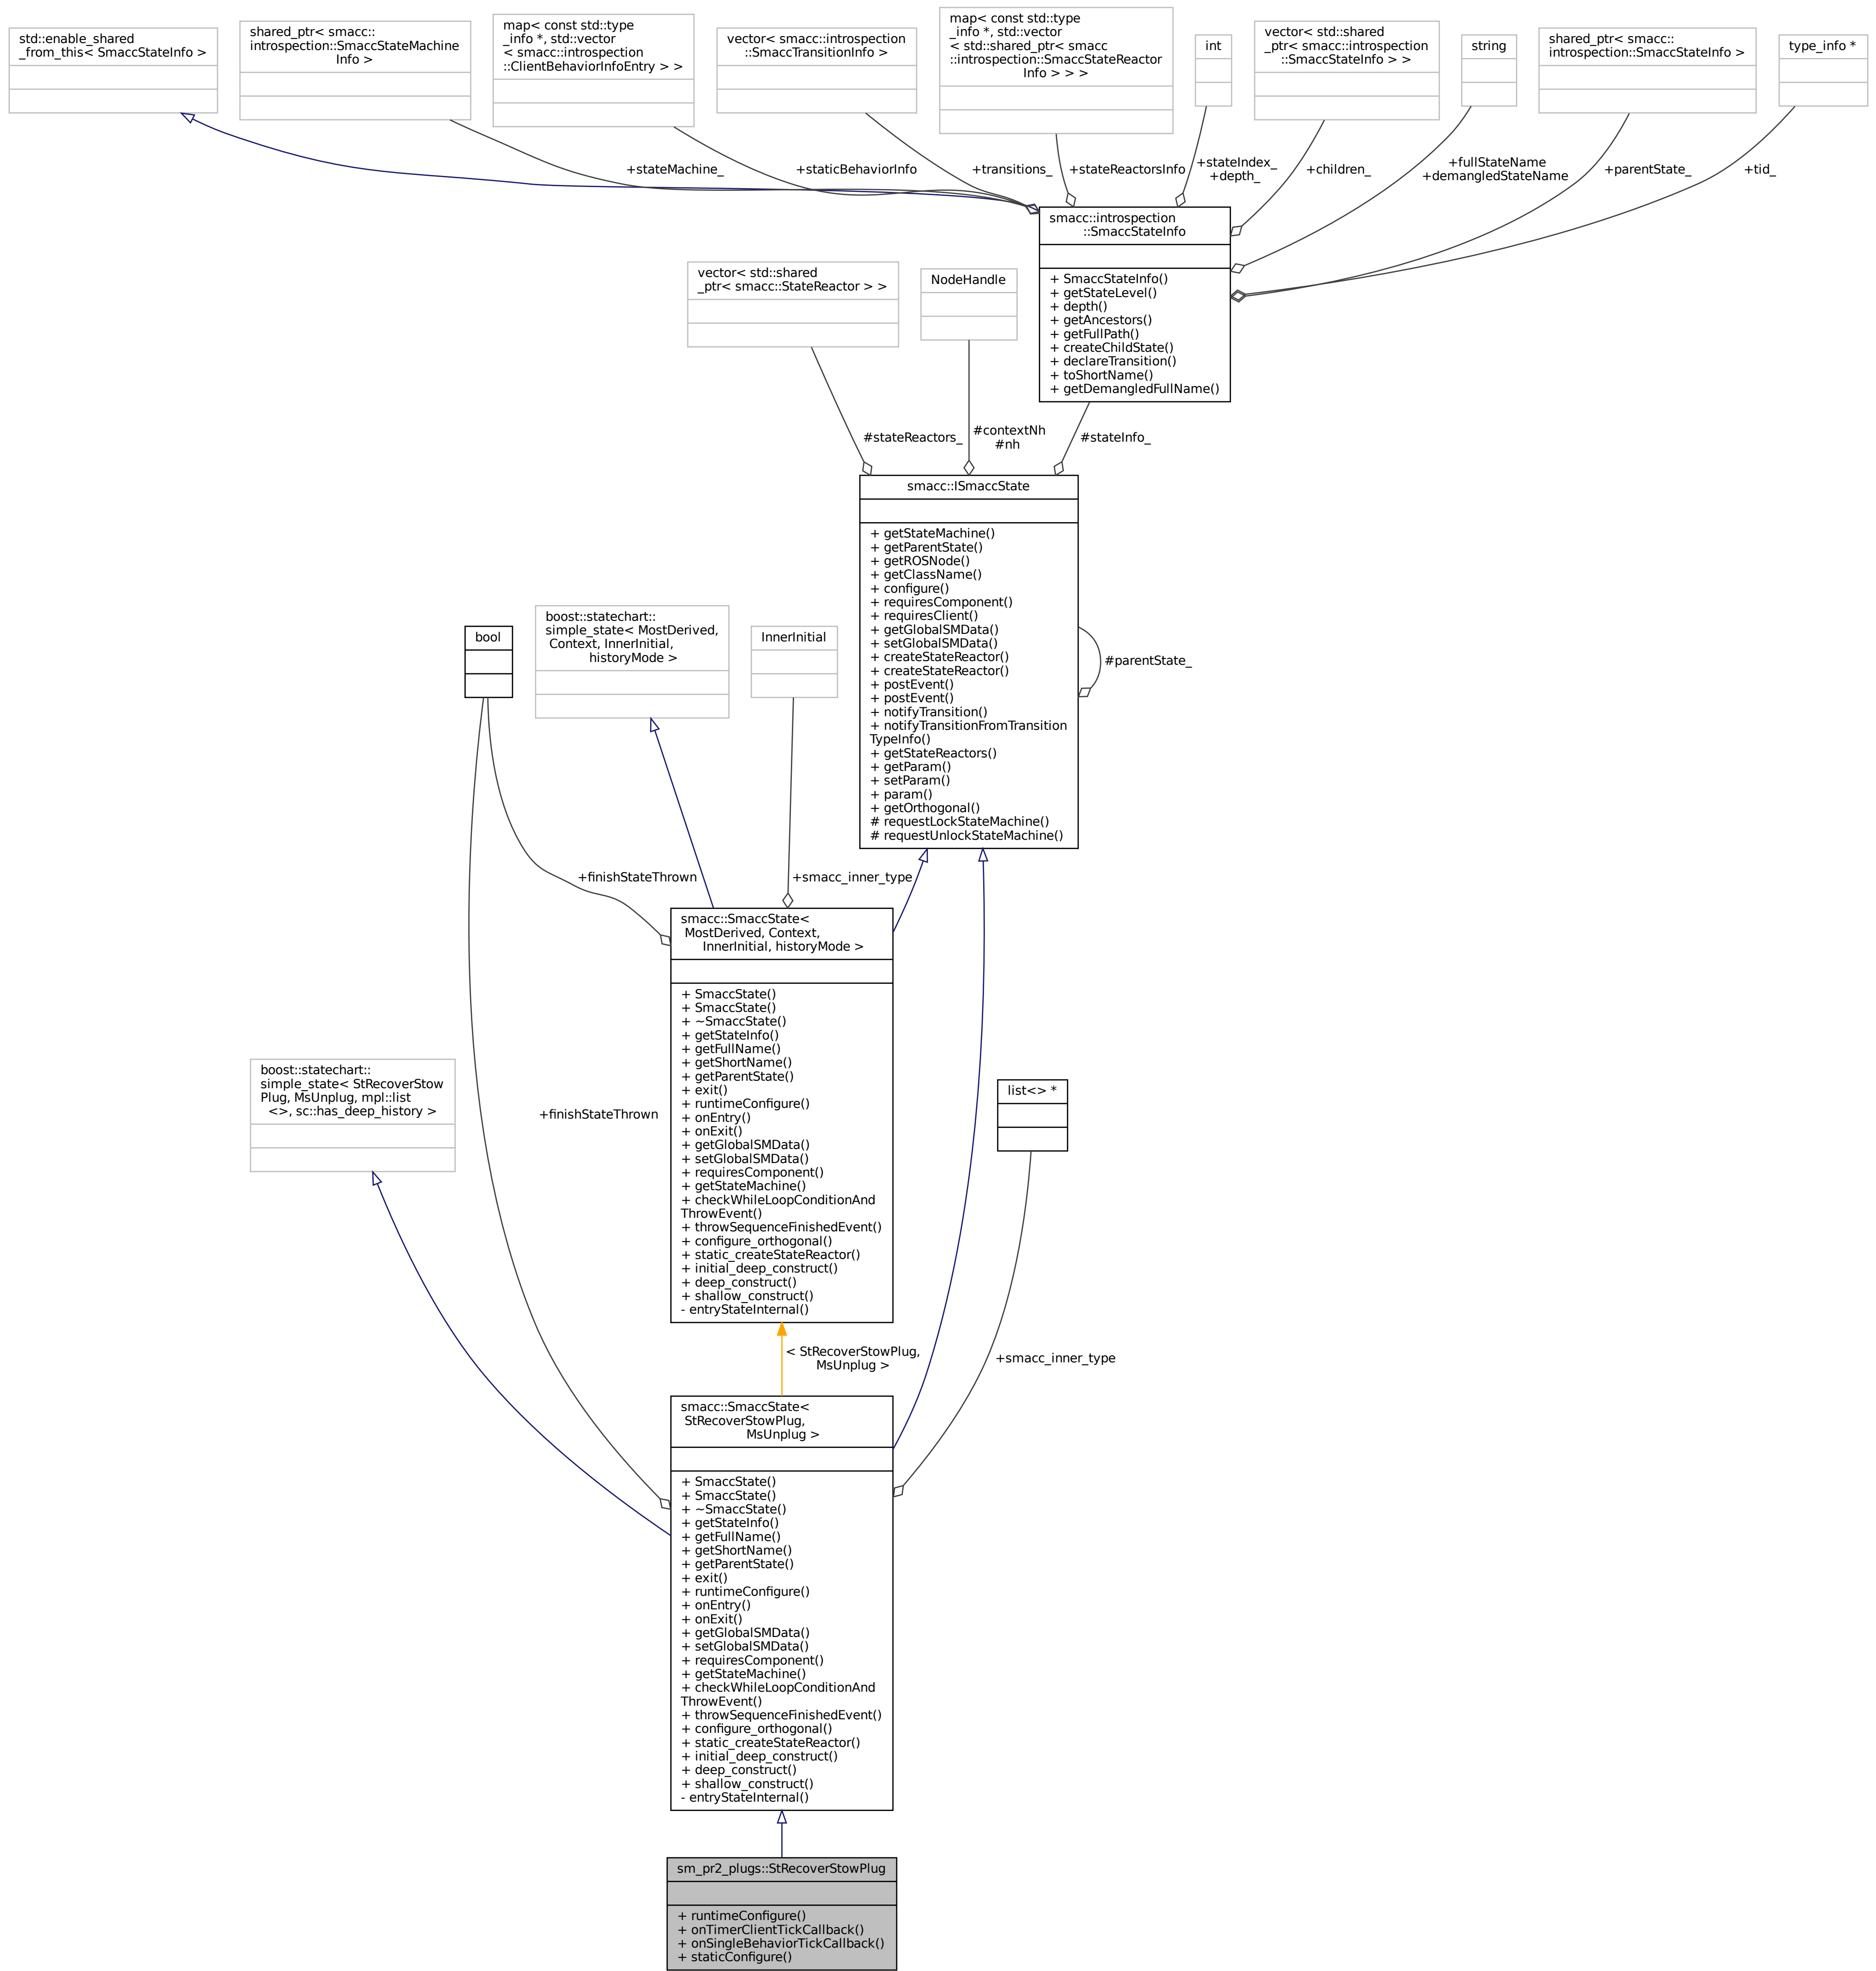 std::enable_shared
_from_this< SmaccStateInfo >
shared_ptr< smacc::
introspection::SmaccStateMachine
Info >
map< const std::type
_info *, std::vector
< smacc::introspection
::ClientBehaviorInfoEntry > >
vector< smacc::introspection
::SmaccTransitionInfo >
map< const std::type
_info *, std::vector
< std::shared_ptr< smacc
::introspection::SmaccStateReactor
Info > > >
int
vector< std::shared
_ptr< smacc::introspection
::SmaccStateInfo > >
string
shared_ptr< smacc::
introspection::SmaccStateInfo >
type_info *
+stateMachine_
+staticBehaviorInfo
+transitions_
+stateReactorsInfo
+stateIndex_
+depth_
+children_
+fullStateName
+demangledStateName
+parentState_
+tid_
smacc::introspection
::SmaccStateInfo
+ SmaccStateInfo()
+ getStateLevel()
+ depth()
+ getAncestors()
+ getFullPath()
+ createChildState()
+ declareTransition()
+ toShortName()
+ getDemangledFullName()
vector< std::shared
_ptr< smacc::StateReactor > >
NodeHandle
#stateReactors_
#contextNh
#nh
#stateInfo_
smacc::ISmaccState
+ getStateMachine()
+ getParentState()
+ getROSNode()
+ getClassName()
+ configure()
+ requiresComponent()
+ requiresClient()
+ getGlobalSMData()
+ setGlobalSMData()
+ createStateReactor()
+ createStateReactor()
+ postEvent()
+ postEvent()
+ notifyTransition()
+ notifyTransitionFromTransition
TypeInfo()
+ getStateReactors()
+ getParam()
+ setParam()
+ param()
+ getOrthogonal()
# requestLockStateMachine()
# requestUnlockStateMachine()
#parentState_
bool
boost::statechart::
simple_state< MostDerived,
Context, InnerInitial,
historyMode >
InnerInitial
+finishStateThrown
+smacc_inner_type
smacc::SmaccState<
MostDerived, Context,
InnerInitial, historyMode >
+ SmaccState()
+ SmaccState()
+ ~SmaccState()
+ getStateInfo()
+ getFullName()
+ getShortName()
+ getParentState()
+ exit()
+ runtimeConfigure()
+ onEntry()
+ onExit()
+ getGlobalSMData()
+ setGlobalSMData()
+ requiresComponent()
+ getStateMachine()
+ checkWhileLoopConditionAnd
ThrowEvent()
+ throwSequenceFinishedEvent()
+ configure_orthogonal()
+ static_createStateReactor()
+ initial_deep_construct()
+ deep_construct()
+ shallow_construct()
- entryStateInternal()
boost::statechart::
simple_state< StRecoverStow
Plug, MsUnplug, mpl::list
<>, sc::has_deep_history >
+finishStateThrown
list<> *
< StRecoverStowPlug,
MsUnplug >
+smacc_inner_type
smacc::SmaccState<
StRecoverStowPlug,
MsUnplug >
+ SmaccState()
+ SmaccState()
+ ~SmaccState()
+ getStateInfo()
+ getFullName()
+ getShortName()
+ getParentState()
+ exit()
+ runtimeConfigure()
+ onEntry()
+ onExit()
+ getGlobalSMData()
+ setGlobalSMData()
+ requiresComponent()
+ getStateMachine()
+ checkWhileLoopConditionAnd
ThrowEvent()
+ throwSequenceFinishedEvent()
+ configure_orthogonal()
+ static_createStateReactor()
+ initial_deep_construct()
+ deep_construct()
+ shallow_construct()
- entryStateInternal()
sm_pr2_plugs::StRecoverStowPlug
+ runtimeConfigure()
+ onTimerClientTickCallback()
+ onSingleBehaviorTickCallback()
+ staticConfigure()